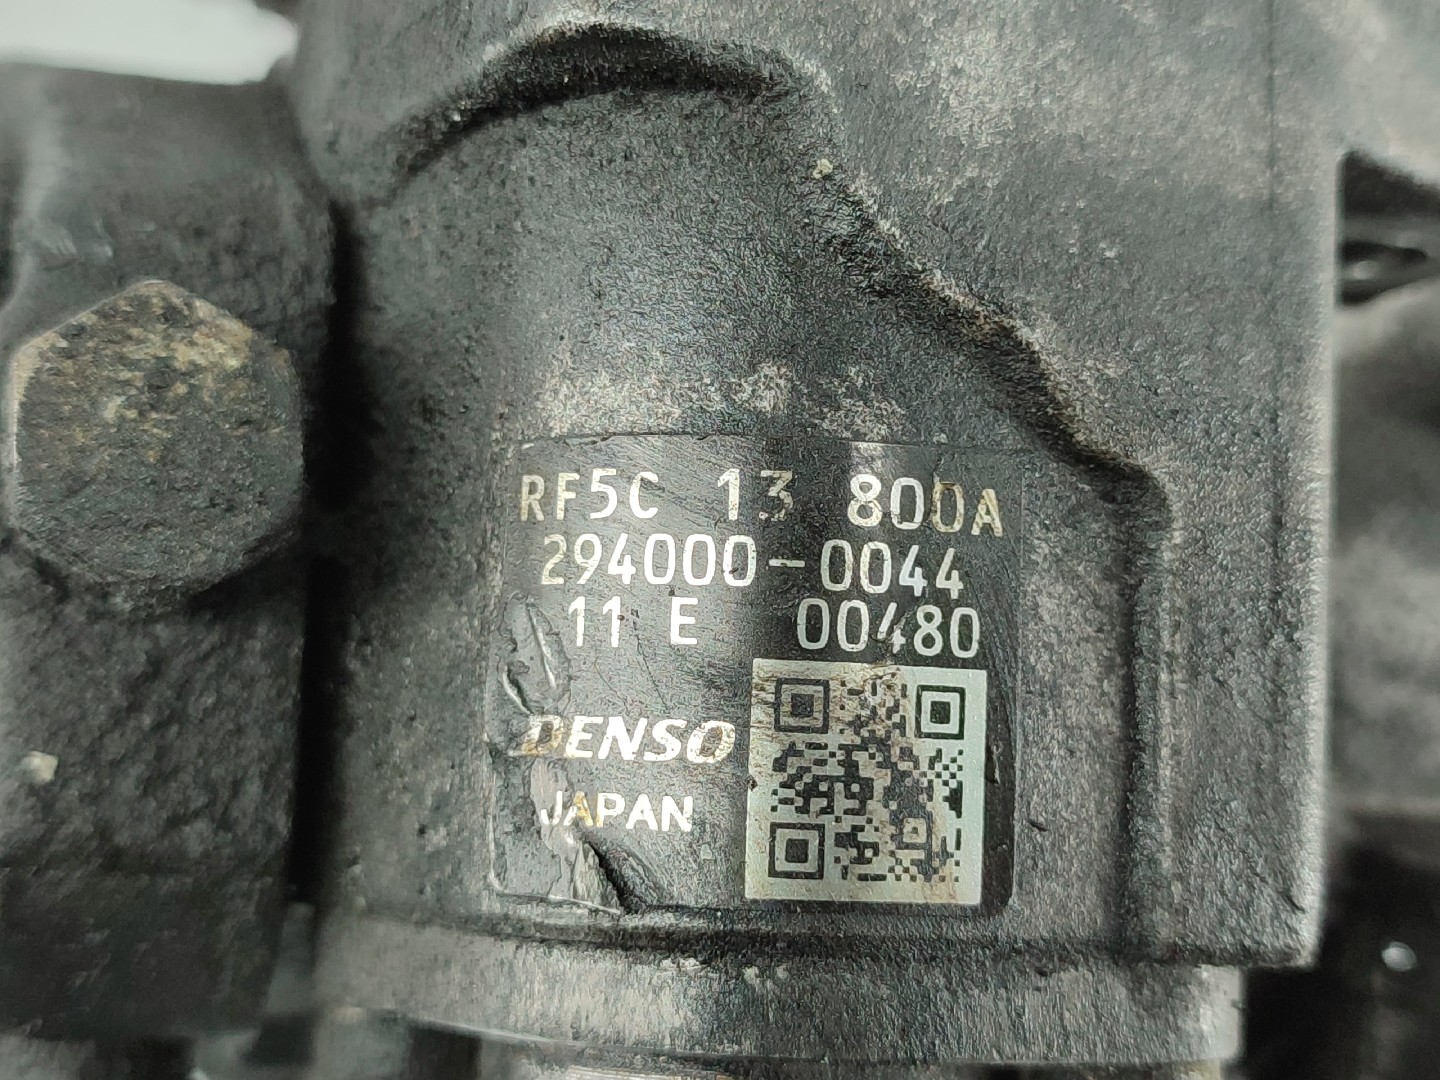 RF5C 13 800A
294000-0044
11 E 00480
DENSO
JAPAN